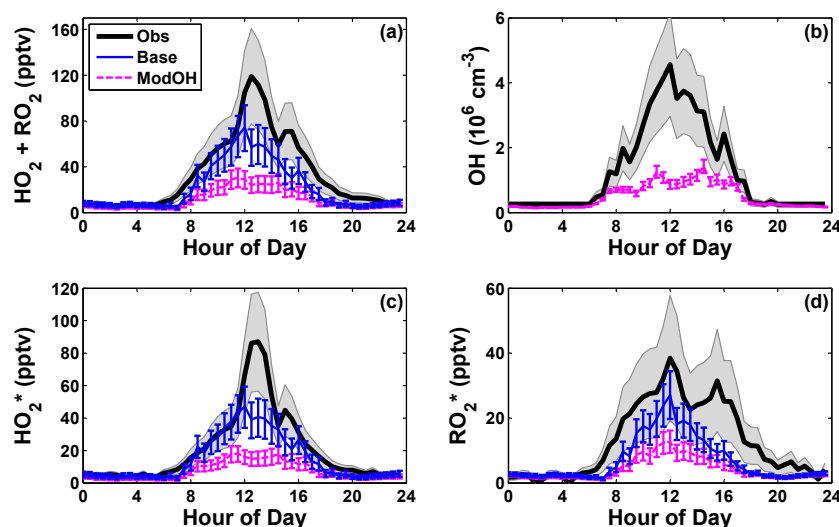 (a)
Obs
Base
ModOH
HO2 + RO2 (pptv)
160
120
80
40
0
0 4 8 12 16 20 24
Hour of Day
(b)
OH (10^6 cm^-3)
6
4
2
0
0 4 8 12 16 20 24
Hour of Day
(c)
HO2* (pptv)
120
100
80
60
40
20
0
0 4 8 12 16 20 24
Hour of Day
(d)
RO2* (pptv)
60
40
20
0
0 4 8 12 16 20 24
Hour of Day